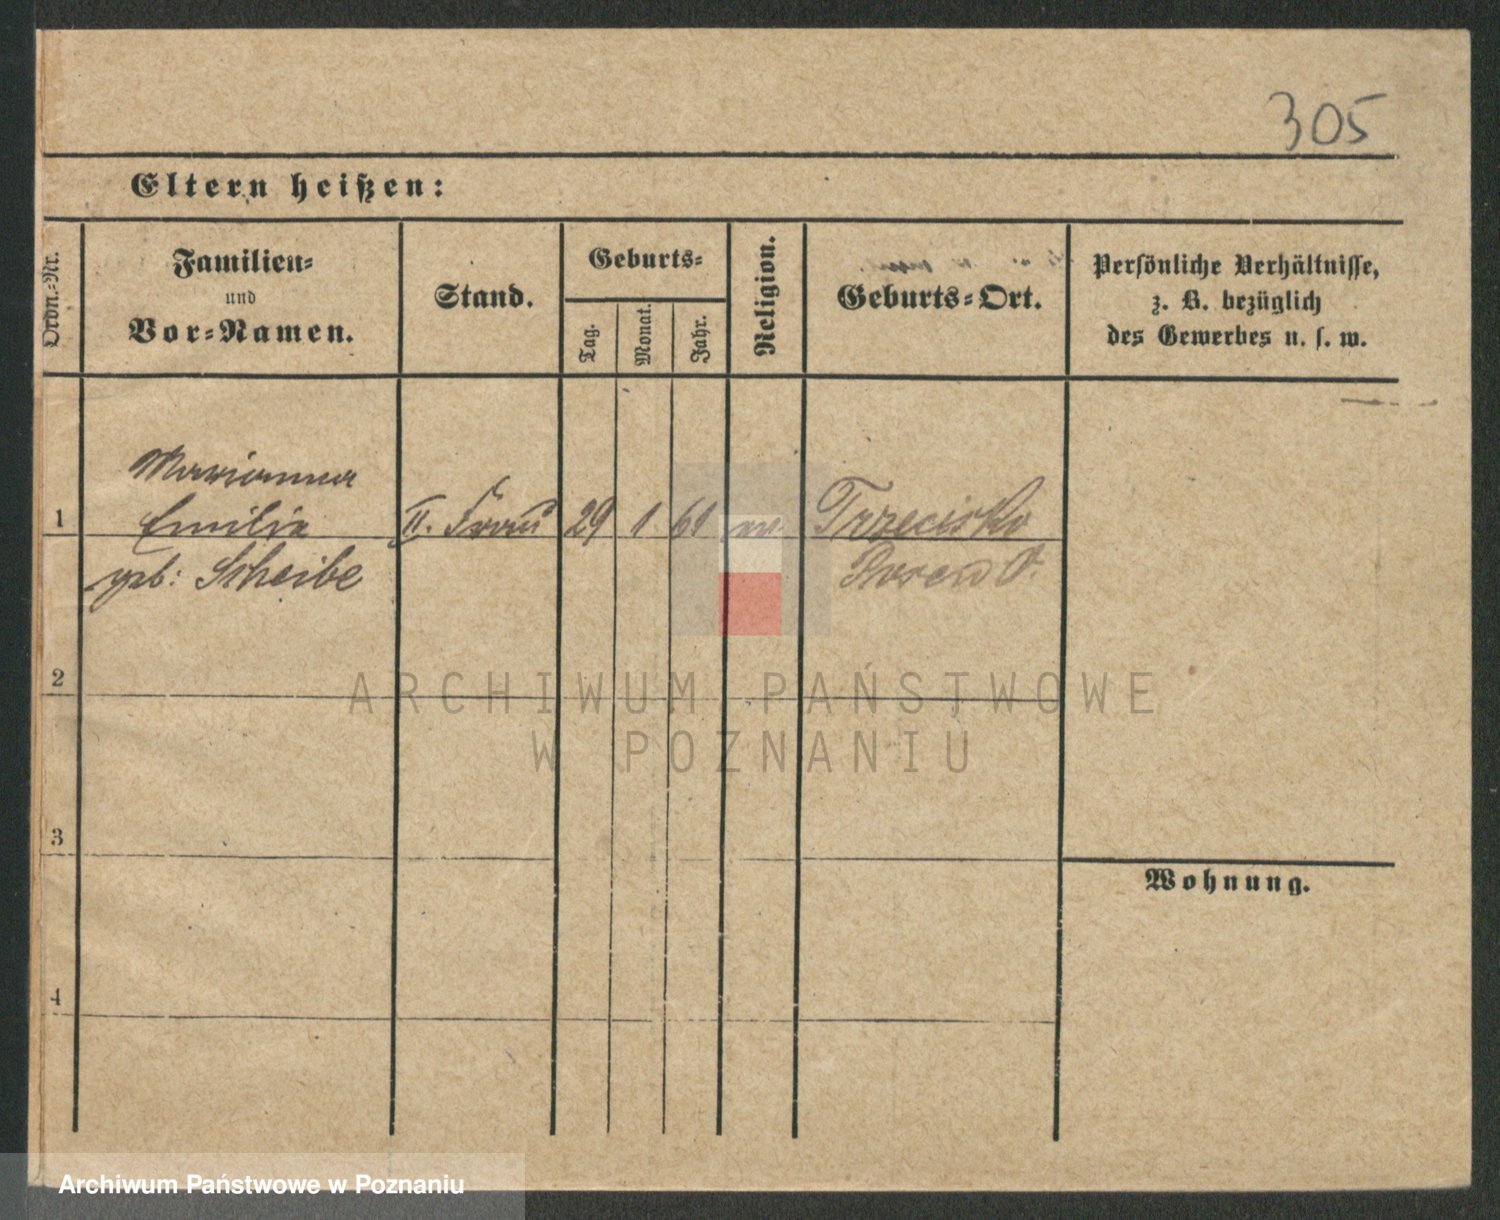 305
Eltern heißen:
Ordn.-Nr.
Familien-
und
Vor-Namen.
Stand.
Geburts-
Tag.
Monat.
Jahr.
Religion.
Geburts-Ort.
Persönliche Verhältnisse,
z. B. bezüglich
des Gewerbes u. s. w.
Marianna
1 Emilie II. Frau 29 1 61 ev. Trzecisko
geb: Scheibe Posen O.
2
ARCHIWUM PAŃSTWOWE
W POZNANIU
3
Wohnung.
4
Archiwum Państwowe w Poznaniu